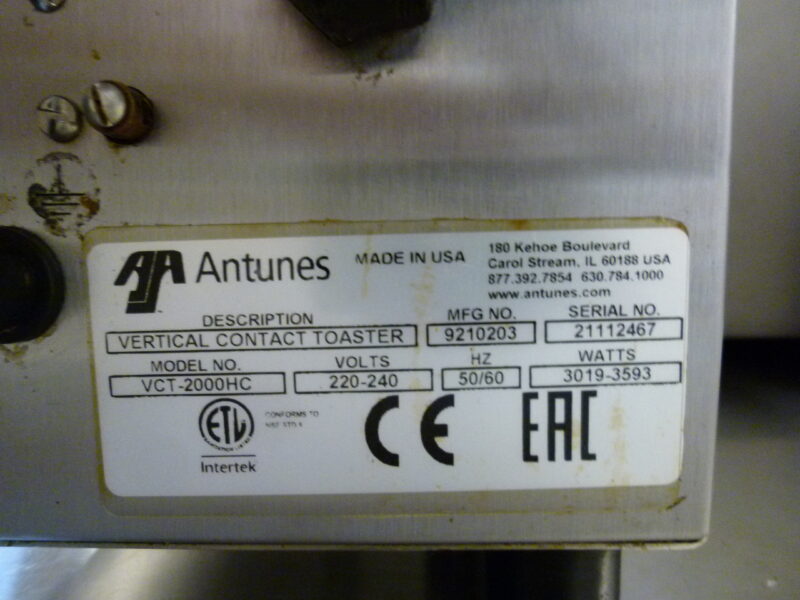 AJA Antunes
MADE IN USA
180 Kehoe Boulevard
Carol Stream, IL 60188 USA
877.392.7854 630.784.1000
www.antunes.com
DESCRIPTION MFG NO. SERIAL NO.
VERTICAL CONTACT TOASTER 9210203 21112467
MODEL NO. VOLTS HZ WATTS
VCT-2000HC 220-240 50/60 3019-3593
ETL
CONFORMS TO
Intertek
CE
EAC